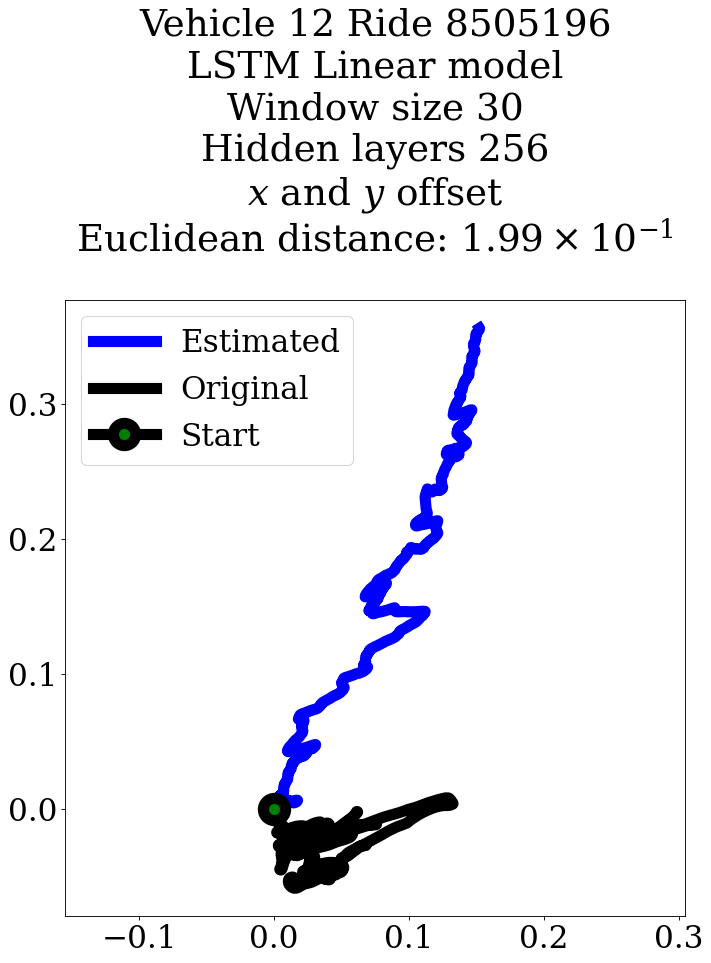 Vehicle 12 Ride 8505196
LSTM Linear model
Window size 30
Hidden layers 256
x and y offset
Euclidean distance: 1.99 × 10⁻¹
Estimated
Original
Start
0.3
0.2
0.1
0.0
−0.1 0.0 0.1 0.2 0.3